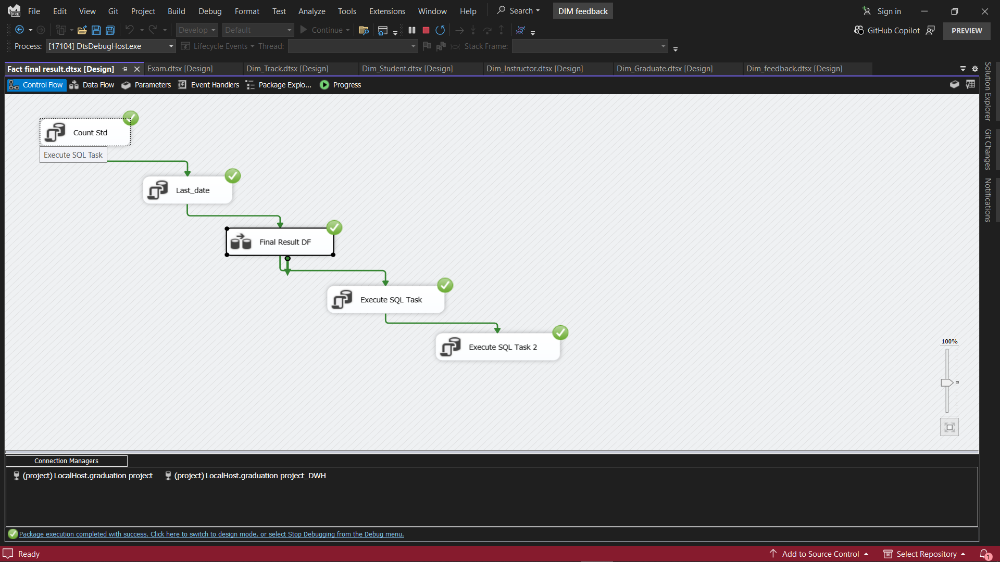 File Edit View Git Project Build Debug Format Test Analyze Tools Extensions Window Help Search DIM feedback Sign in
PRE
Develop Default Continue GitHub Copilot PREVIEW
Process: [17104] DtsDebugHost.exe Lifecycle Events Thread: Stack Frame:
Fact final result.dtsx [Design] Exam.dtsx [Design] Dim_Track.dtsx [Design] Dim_Student.dtsx [Design] Dim_Instructor.dtsx [Design] Dim_Graduate.dtsx [Design] Dim_feedback.dtsx [Design]
Control Flow Data Flow Parameters Event Handlers Package Explo... Progress
Solution Explorer
Git Changes
Notifications
Count Std
Execute SQL Task
Last_date
Final Result DF
Execute SQL Task
Execute SQL Task 2
100%
Connection Managers
(project) LocalHost.graduation project (project) LocalHost.graduation project_DWH
Package execution completed with success. Click here to switch to design mode, or select Stop Debugging from the Debug menu.
Ready Add to Source Control Select Repository 1